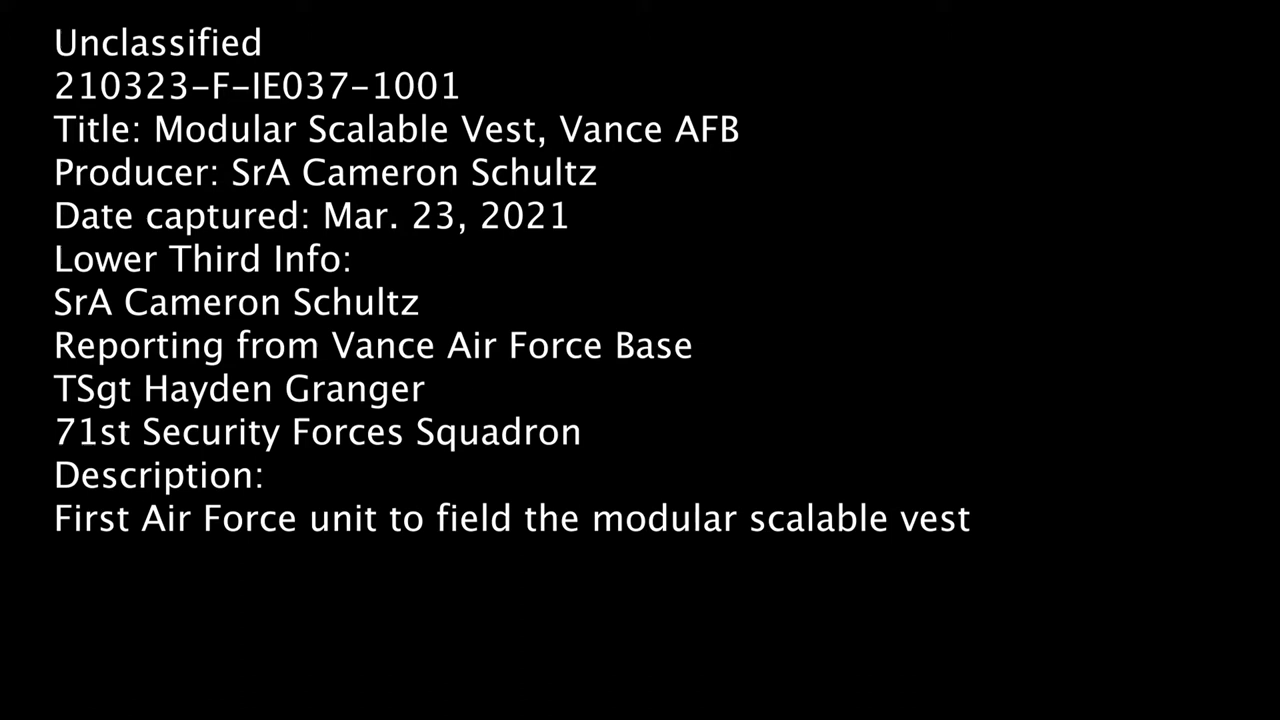 Unclassified
210323-F-IE037-1001
Title: Modular Scalable Vest, Vance AFB
Producer: SrA Cameron Schultz
Date captured: Mar. 23, 2021
Lower Third Info:
SrA Cameron Schultz
Reporting from Vance Air Force Base
TSgt Hayden Granger
71st Security Forces Squadron
Description:
First Air Force unit to field the modular scalable vest